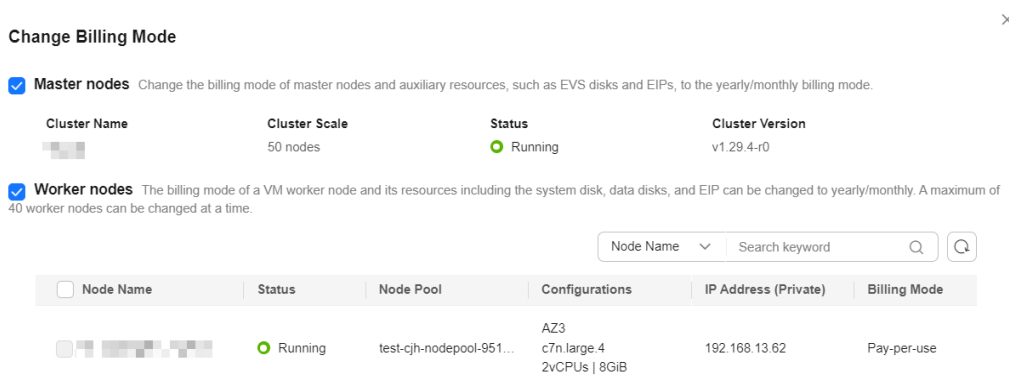 Change Billing Mode
Master nodes Change the billing mode of master nodes and auxiliary resources, such as EVS disks and EIPs, to the yearly/monthly billing mode.
Cluster Name Cluster Scale Status Cluster Version
50 nodes Running v1.29.4-r0
Worker nodes The billing mode of a VM worker node and its resources including the system disk, data disks, and EIP can be changed to yearly/monthly. A maximum of
40 worker nodes can be changed at a time.
Node Name Search keyword
Node Name Status Node Pool Configurations IP Address (Private) Billing Mode
AZ3
Running test-cjh-nodepool-951... c7n.large.4 192.168.13.62 Pay-per-use
2vCPUs | 8GiB